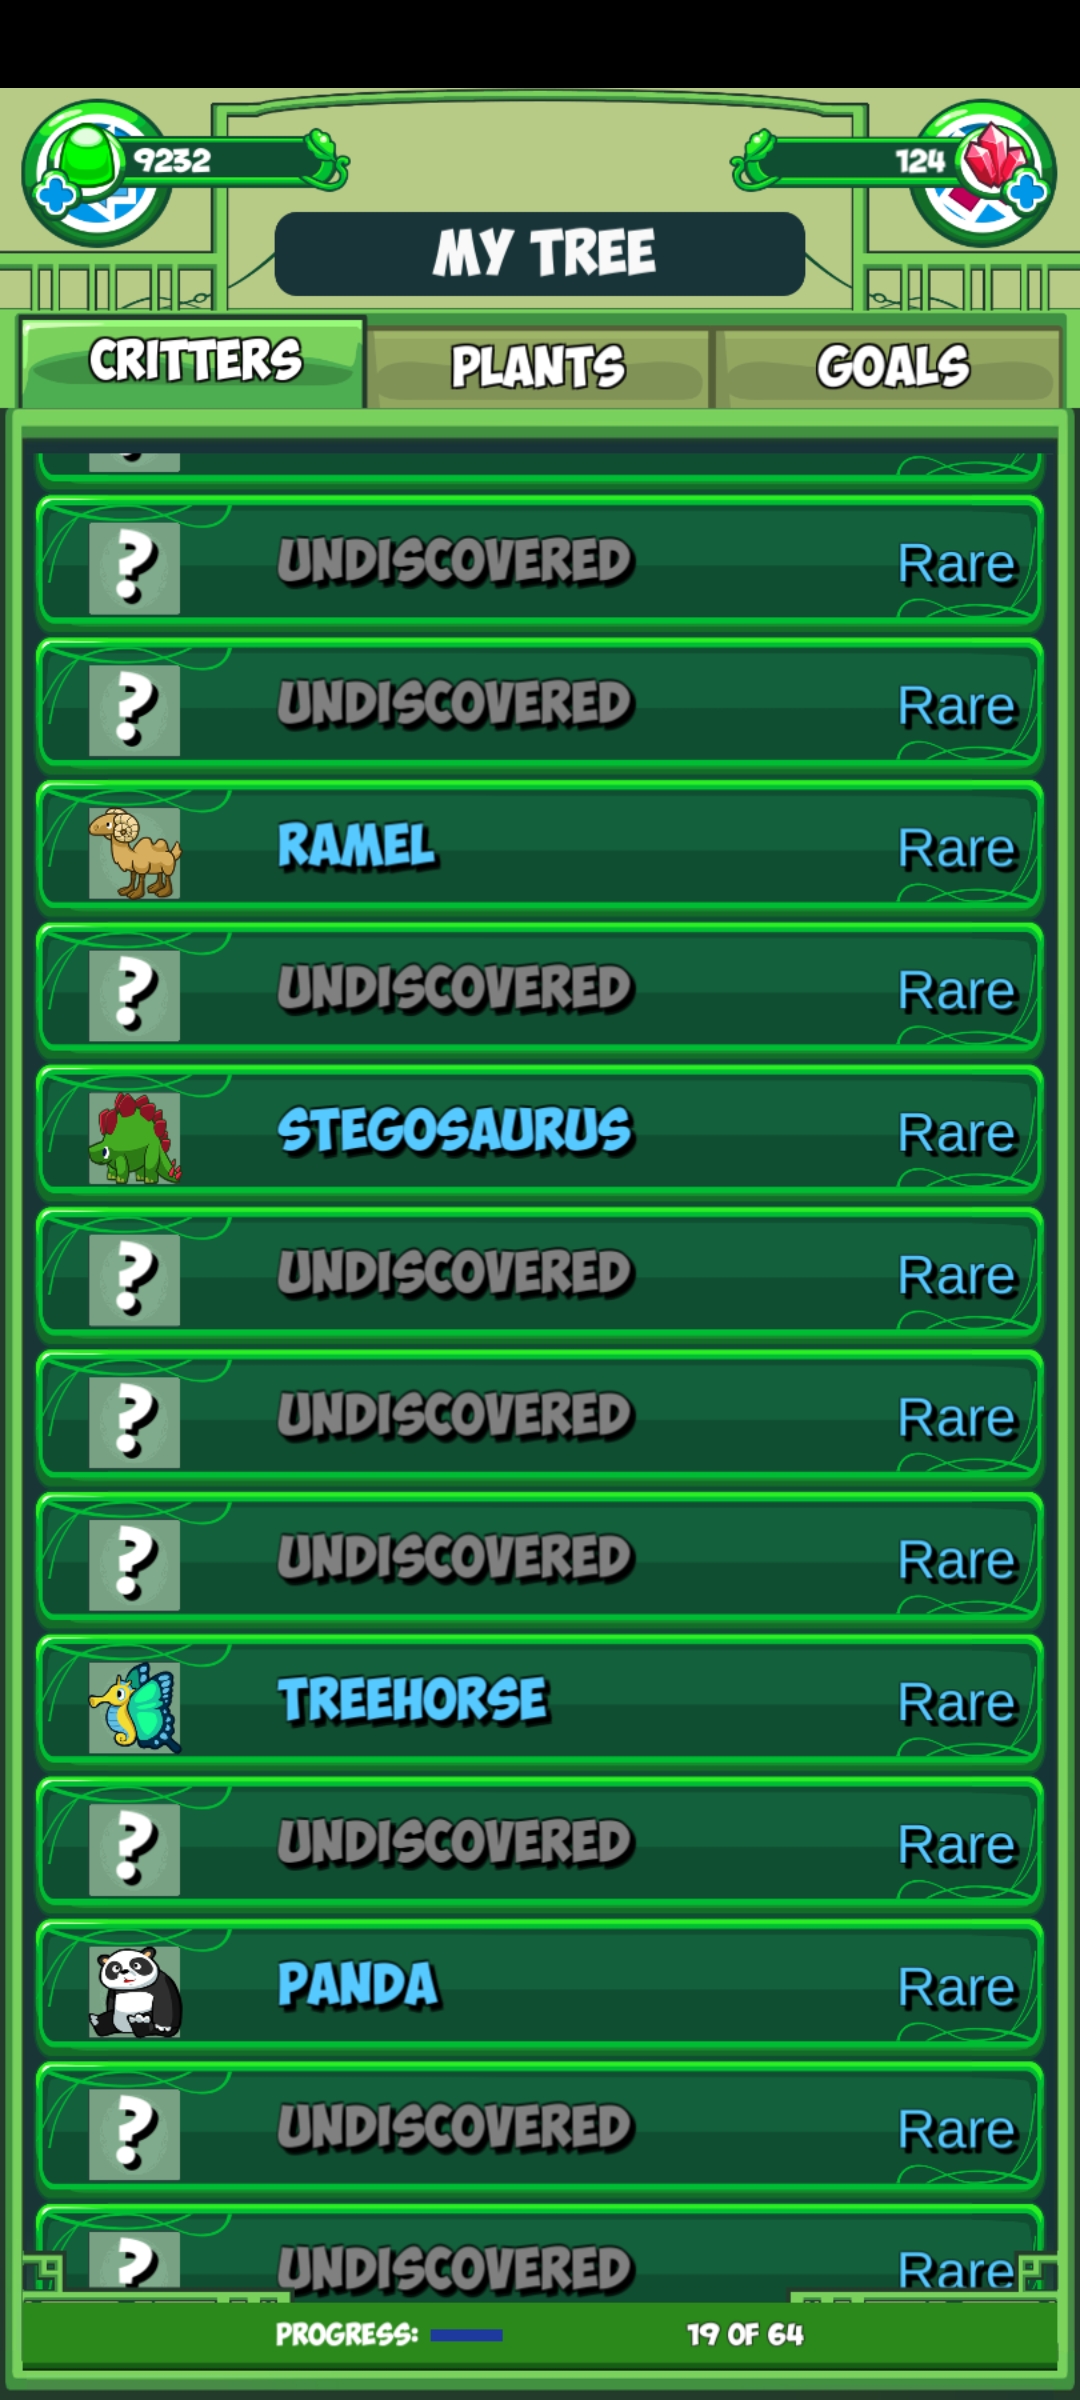 9232
124
MY TREE
CRITTERS
PLANTS
GOALS
?
UNDISCOVERED
Rare
?
UNDISCOVERED
Rare
RAMEL
Rare
?
UNDISCOVERED
Rare
STEGOSAURUS
Rare
?
UNDISCOVERED
Rare
?
UNDISCOVERED
Rare
?
UNDISCOVERED
Rare
TREEHORSE
Rare
?
UNDISCOVERED
Rare
PANDA
Rare
?
UNDISCOVERED
Rare
?
UNDISCOVERED
Rare
PROGRESS:
19 OF 64